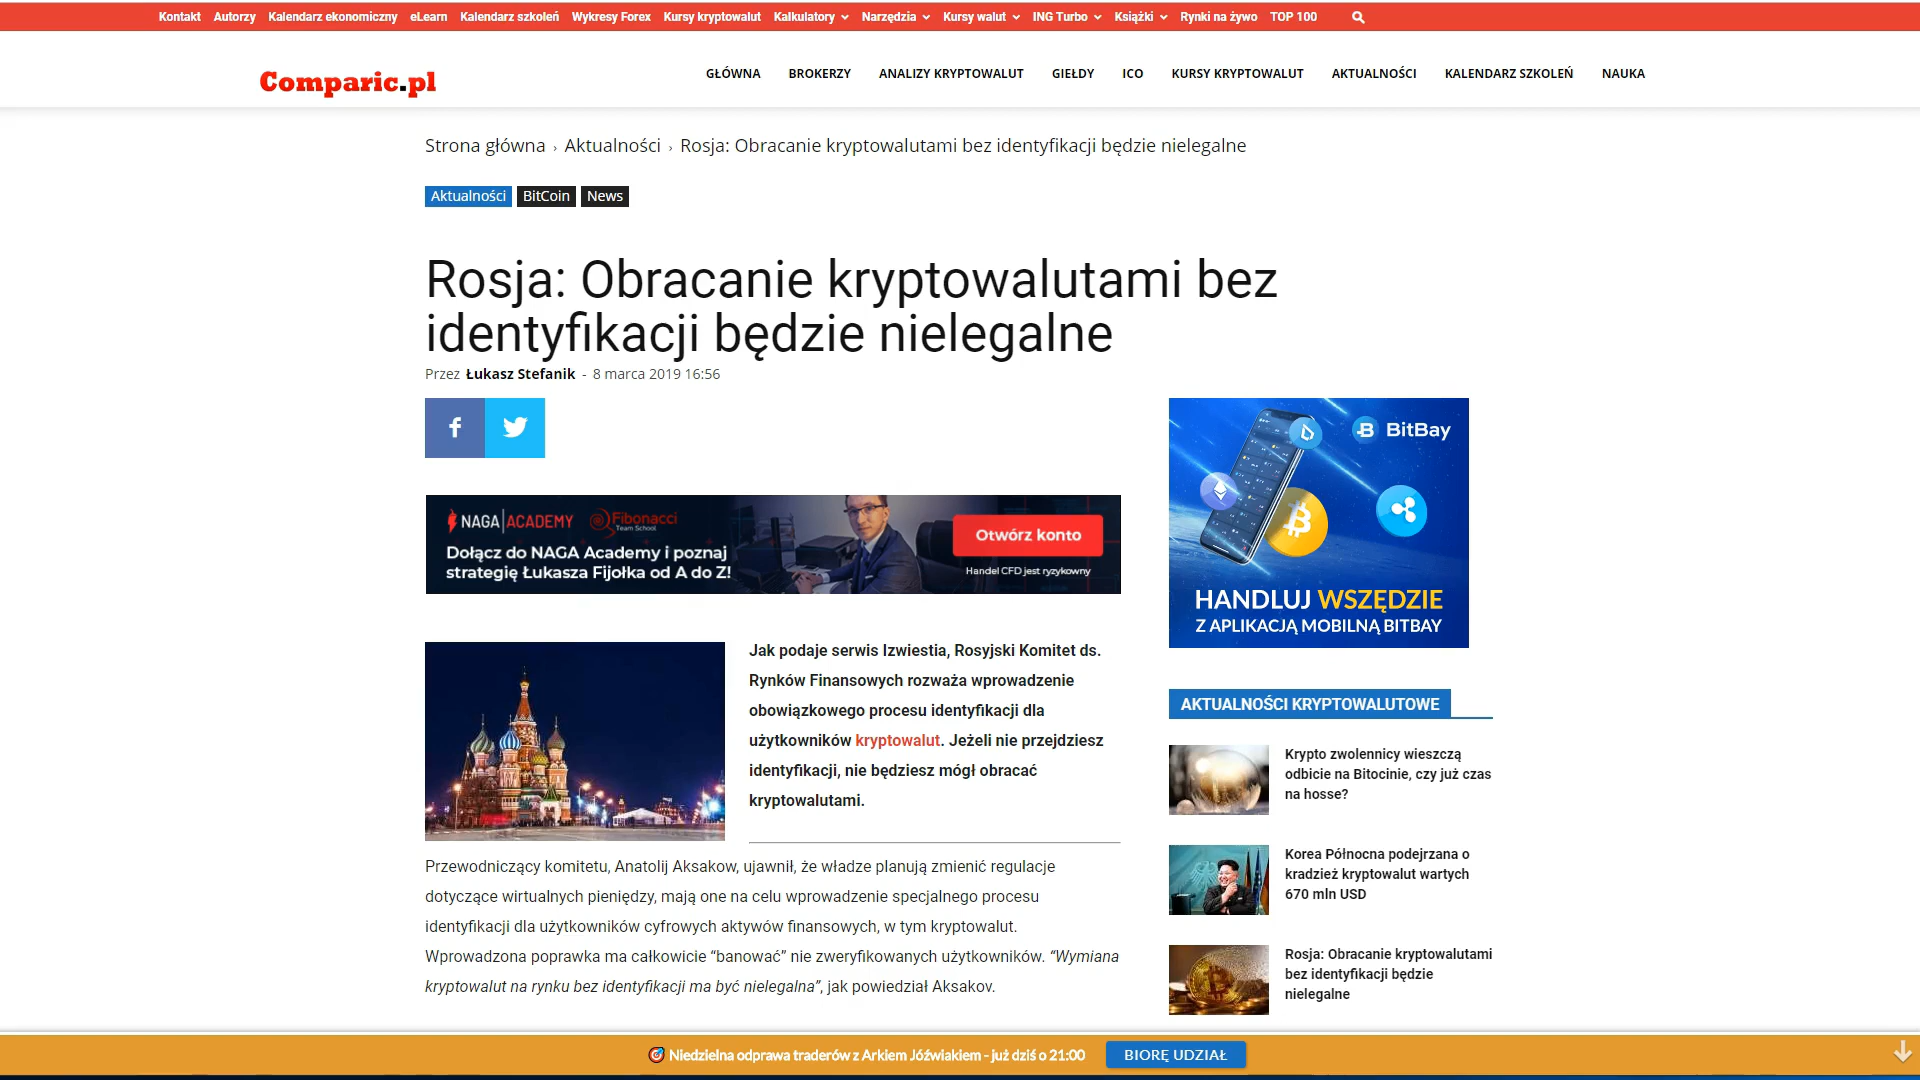 Kontakt Autorzy Kalendarz ekonomiczny eLearn Kalendarz szkoleń Wykresy Forex Kursy kryptowalut Kalkulatory Narzędzia Kursy walut ING Turbo Książki Rynki na żywo TOP 100
Comparic.pl
GŁÓWNA BROKERZY ANALIZY KRYPTOWALUT GIEŁDY ICO KURSY KRYPTOWALUT AKTUALNOŚCI KALENDARZ SZKOLEŃ NAUKA
Strona główna › Aktualności › Rosja: Obracanie kryptowalutami bez identyfikacji będzie nielegalne
Aktualności BitCoin News
Rosja: Obracanie kryptowalutami bez
identyfikacji będzie nielegalne
Przez Łukasz Stefanik - 8 marca 2019 16:56
NAGA|ACADEMY Fibonacci
Team School
Dołącz do NAGA Academy i poznaj
strategię Łukasza Fijołka od A do Z!
Otwórz konto
Handel CFD jest ryzykowny
Jak podaje serwis Izwiestia, Rosyjski Komitet ds.
Rynków Finansowych rozważa wprowadzenie
obowiązkowego procesu identyfikacji dla
użytkowników kryptowalut. Jeżeli nie przejdziesz
identyfikacji, nie będziesz mógł obracać
kryptowalutami.
Przewodniczący komitetu, Anatolij Aksakow, ujawnił, że władze planują zmienić regulacje
dotyczące wirtualnych pieniędzy, mają one na celu wprowadzenie specjalnego procesu
identyfikacji dla użytkowników cyfrowych aktywów finansowych, w tym kryptowalut.
Wprowadzona poprawka ma całkowicie “banować” nie zweryfikowanych użytkowników. “Wymiana
kryptowalut na rynku bez identyfikacji ma być nielegalna”, jak powiedział Aksakov.
BitBay
HANDLUJ WSZĘDZIE
Z APLIKACJĄ MOBILNĄ BITBAY
AKTUALNOŚCI KRYPTOWALUTOWE
Krypto zwolennicy wieszczą
odbicie na Bitocinie, czy już czas
na hosse?
Korea Północna podejrzana o
kradzież kryptowalut wartych
670 mln USD
Rosja: Obracanie kryptowalutami
bez identyfikacji będzie
nielegalne
Niedzielna odprawa traderów z Arkiem Jóźwiakiem - już dziś o 21:00
BIORĘ UDZIAŁ